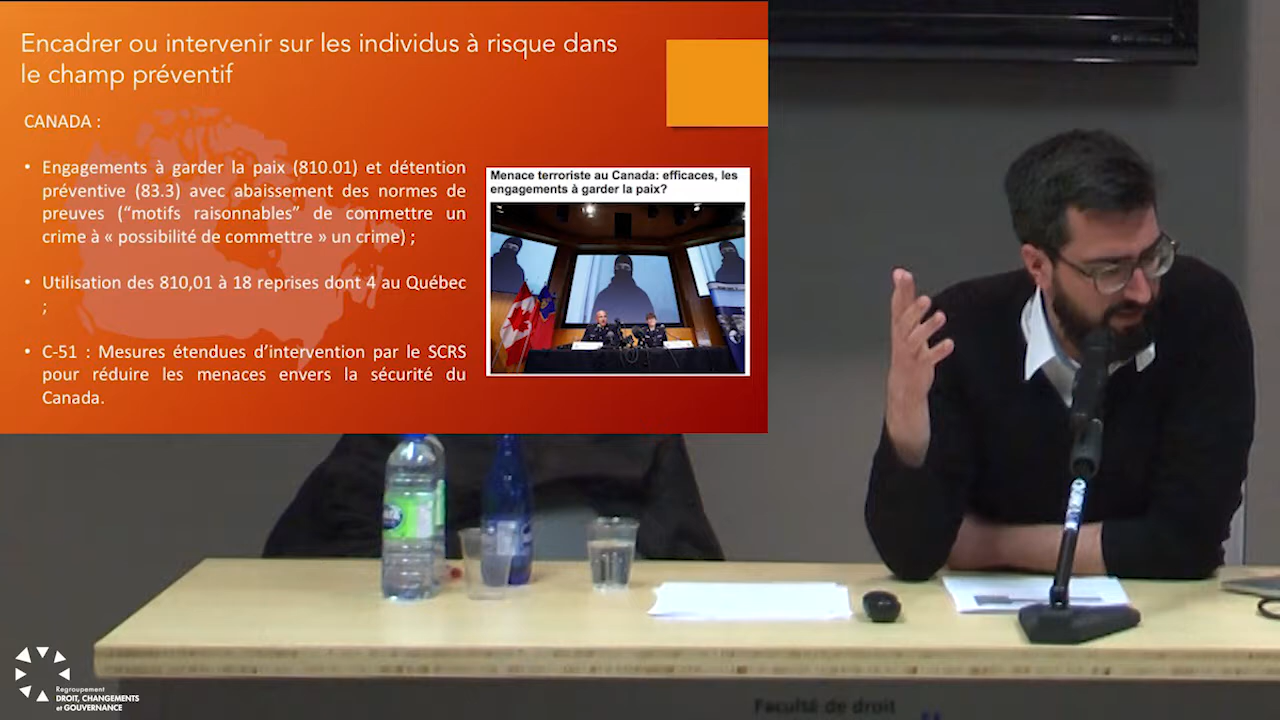 Encadrer ou intervenir sur les individus à risque dans
le champ préventif
CANADA :
• Engagements à garder la paix (810.01) et détention
préventive (83.3) avec abaissement des normes de
preuves (“motifs raisonnables” de commettre un
crime à « possibilité de commettre » un crime) ;
• Utilisation des 810,01 à 18 reprises dont 4 au Québec
;
• C-51 : Mesures étendues d’intervention par le SCRS
pour réduire les menaces envers la sécurité du
Canada.
Menace terroriste au Canada: efficaces, les
engagements à garder la paix?
Regroupement
DROIT, CHANGEMENTS
et GOUVERNANCE
Faculté de droit